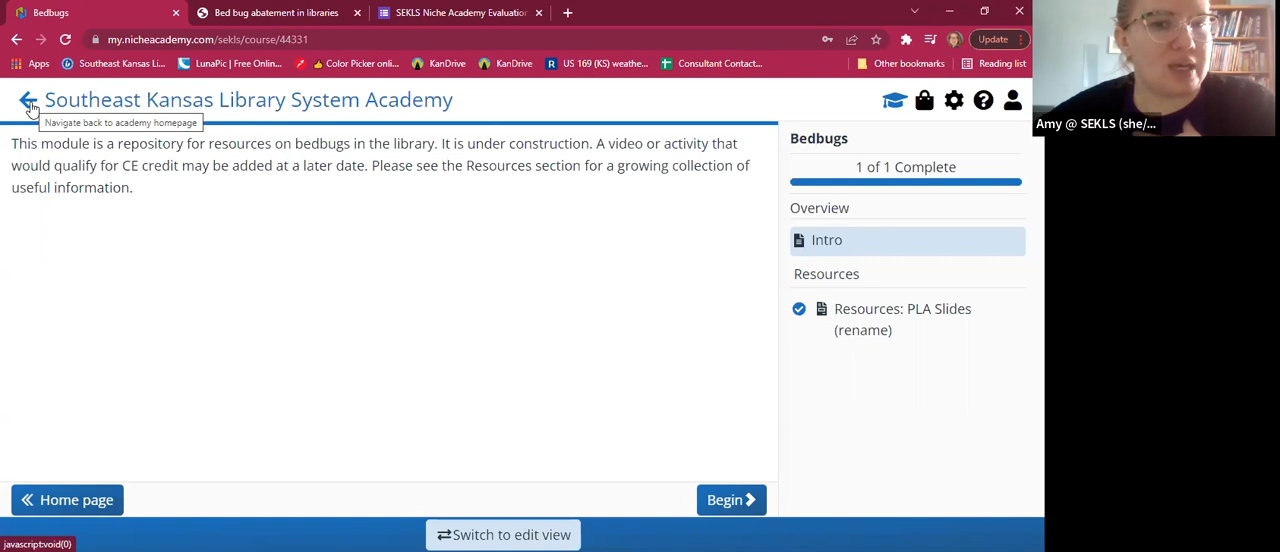 Bedbugs
Bed bug abatement in libraries
SEKLS Niche Academy Evaluation
my.nicheacademy.com/sekls/course/44331
Update
Apps
Southeast Kansas Li...
LunaPic | Free Onlin...
Color Picker onli...
KanDrive
KanDrive
US 169 (KS) weathe...
Consultant Contact...
Other bookmarks
Reading list
Southeast Kansas Library System Academy
Navigate back to academy homepage
This module is a repository for resources on bedbugs in the library. It is under construction. A video or activity that
would qualify for CE credit may be added at a later date. Please see the Resources section for a growing collection of
useful information.
Bedbugs
1 of 1 Complete
Overview
Intro
Resources
Resources: PLA Slides
(rename)
Home page
Begin
Switch to edit view
javascript:void(0)
Amy @ SEKLS (she/...